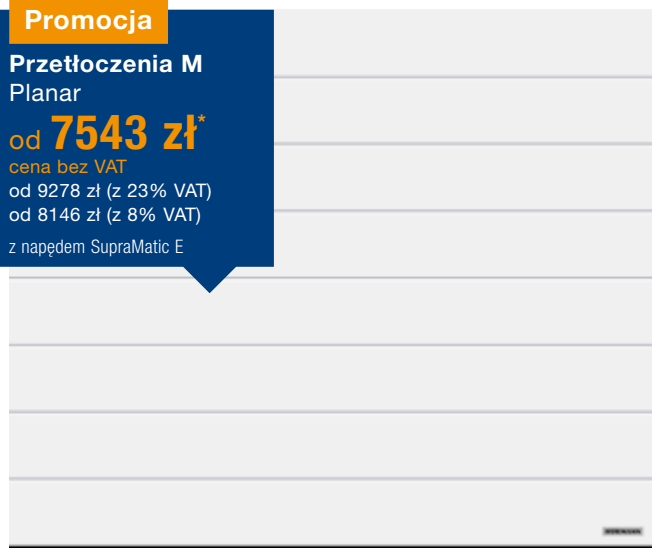 Promocja
Przetłoczenia M
Planar
od 7543 zł*
cena bez VAT
od 9278 zł (z 23% VAT)
od 8146 zł (z 8% VAT)
z napędem SupraMatic E